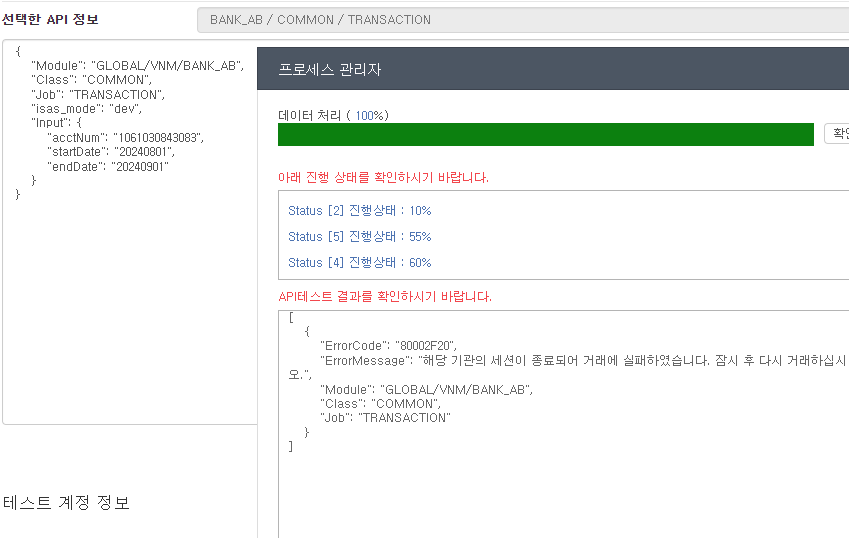 선택한 API 정보
BANK_AB / COMMON / TRANSACTION
{
"Module": "GLOBAL/VNM/BANK_AB",
"Class": "COMMON",
"Job": "TRANSACTION",
"isas_mode": "dev",
"Input": {
"acctNum": "1061030843083",
"startDate": "20240801",
"endDate": "20240901"
}
}
프로세스 관리자
데이터 처리 ( 100%)
아래 진행 상태를 확인하시기 바랍니다.
Status [2] 진행상태 : 10%
Status [5] 진행상태 : 55%
Status [4] 진행상태 : 60%
API테스트 결과를 확인하시기 바랍니다.
[
{
"ErrorCode": "80002F20",
"ErrorMessage": "해당 기관의 세션이 종료되어 거래에 실패하였습니다. 잠시 후 다시 거래하십시
오.",
"Module": "GLOBAL/VNM/BANK_AB",
"Class": "COMMON",
"Job": "TRANSACTION"
}
]
테스트 계정 정보